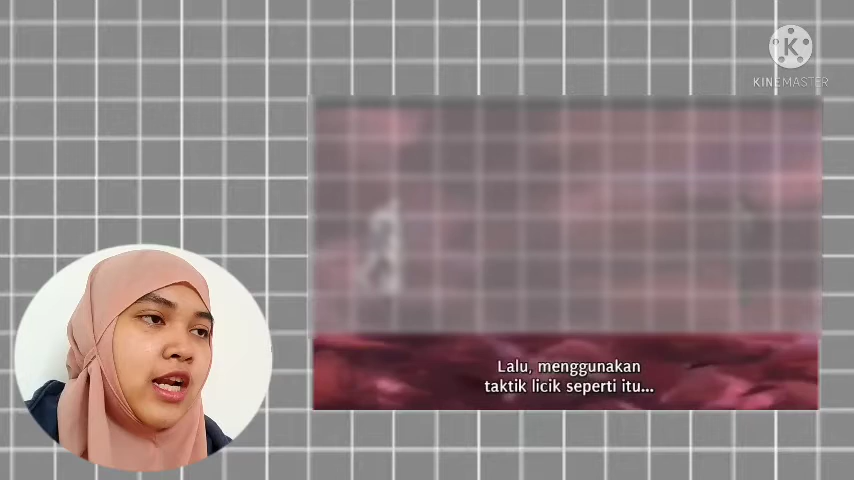 K
KINEMASTER
Lalu, menggunakan
taktik licik seperti itu...